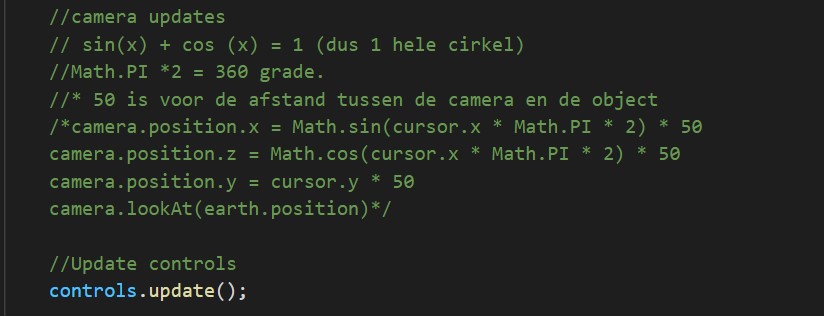 //camera updates
// sin(x) + cos (x) = 1 (dus 1 hele cirkel)
//Math.PI *2 = 360 grade.
//* 50 is voor de afstand tussen de camera en de object
/*camera.position.x = Math.sin(cursor.x * Math.PI * 2) * 50
camera.position.z = Math.cos(cursor.x * Math.PI * 2) * 50
camera.position.y = cursor.y * 50
camera.lookAt(earth.position)*/
//Update controls
controls.update();